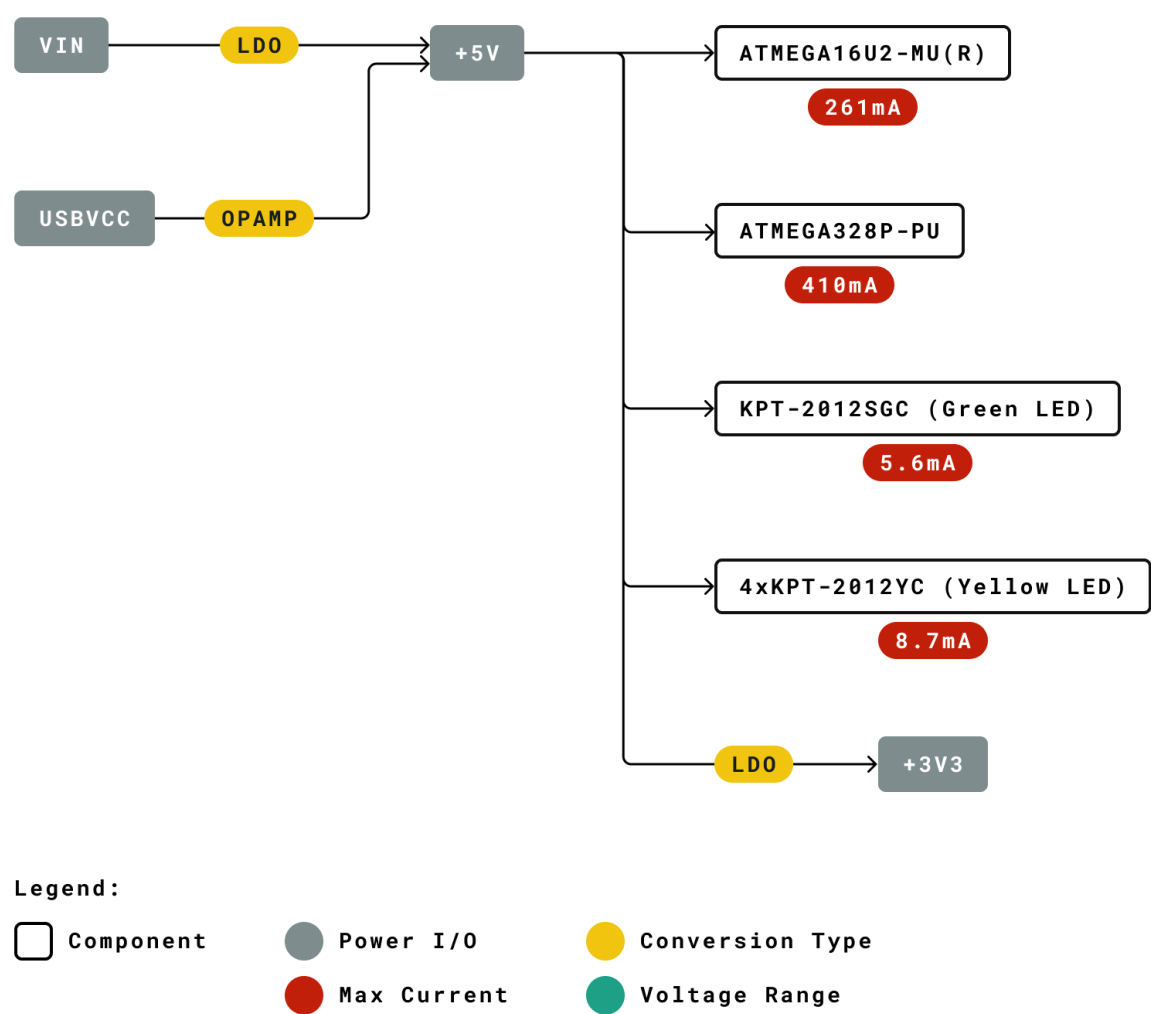 VIN
LDO
+5V
ATMEGA16U2-MU(R)
261mA
USBVCC
OPAMP
ATMEGA328P-PU
410mA
KPT-2012SGC (Green LED)
5.6mA
4xKPT-2012YC (Yellow LED)
8.7mA
LDO
+3V3
Legend:
Component
Power I/O
Conversion Type
Max Current
Voltage Range